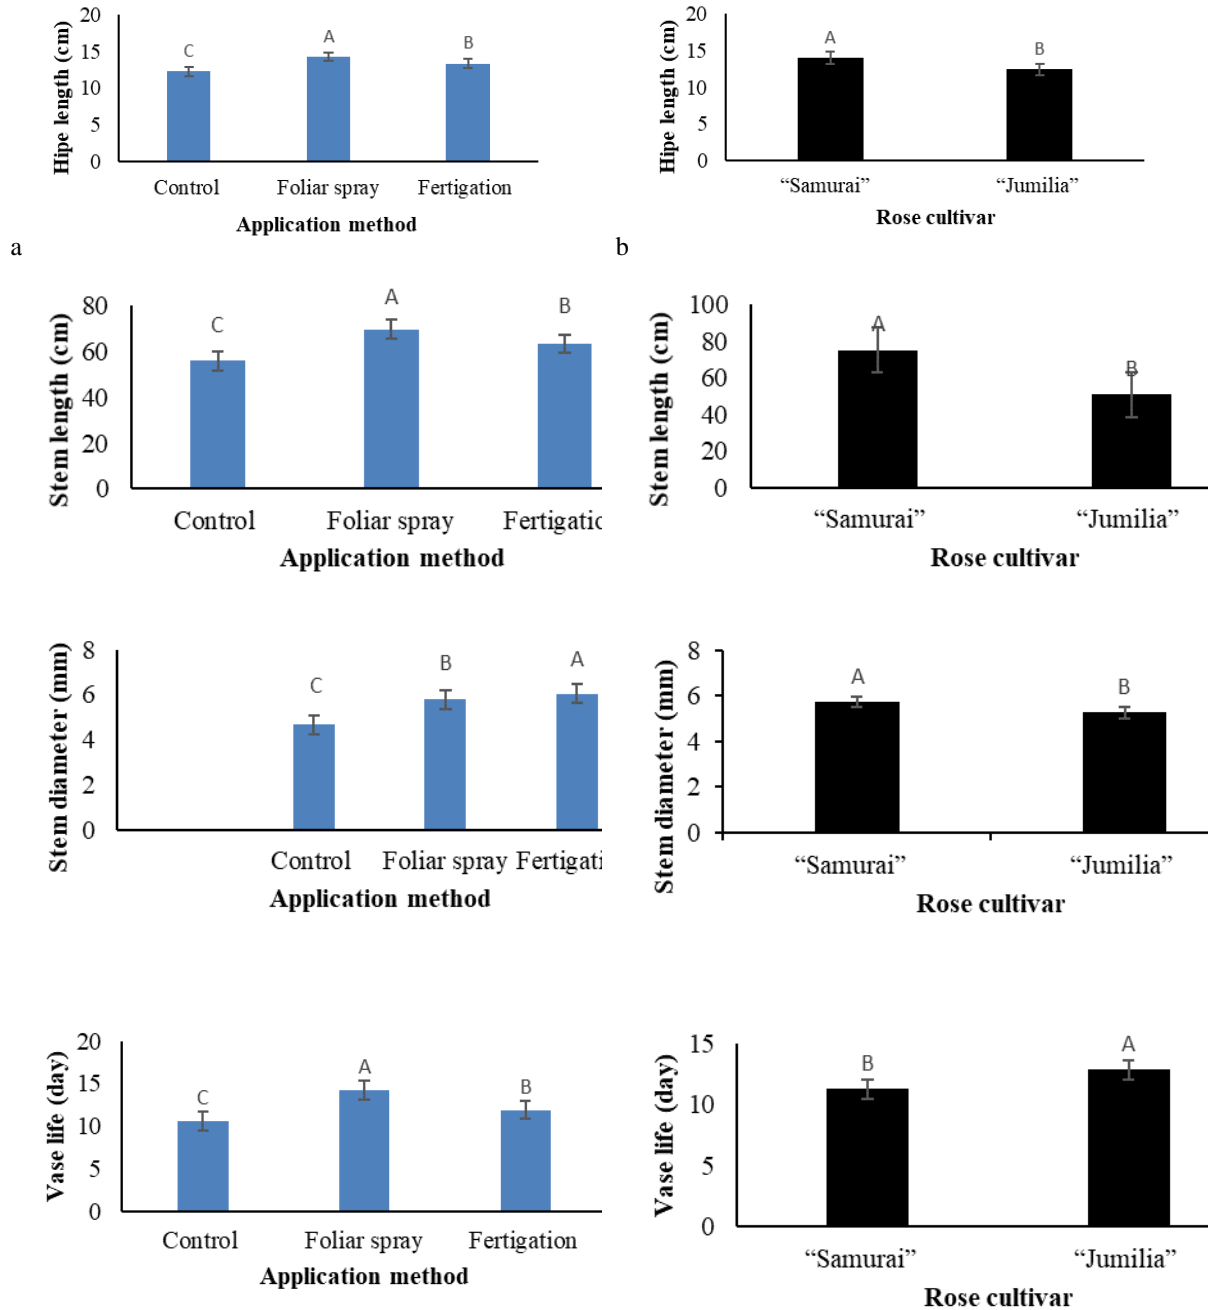 Hipe length (cm)
20
15
10
5
0
C
A
B
Control
Foliar spray
Fertigation
Application method
a
Hipe length (cm)
20
15
10
5
0
A
B
“Samurai”
“Jumilia”
Rose cultivar
b
Stem length (cm)
80
60
40
20
0
C
A
B
Control
Foliar spray
Fertigatio
Application method
Stem length (cm)
100
80
60
40
20
0
A
B
“Samurai”
“Jumilia”
Rose cultivar
Stem diameter (mm)
8
6
4
2
0
C
B
A
Control
Foliar spray
Fertigati
Application method
Stem diameter (mm)
8
6
4
2
0
A
B
“Samurai”
“Jumilia”
Rose cultivar
Vase life (day)
20
15
10
5
0
C
A
B
Control
Foliar spray
Fertigation
Application method
Vase life (day)
15
10
5
0
B
A
“Samurai”
“Jumilia”
Rose cultivar